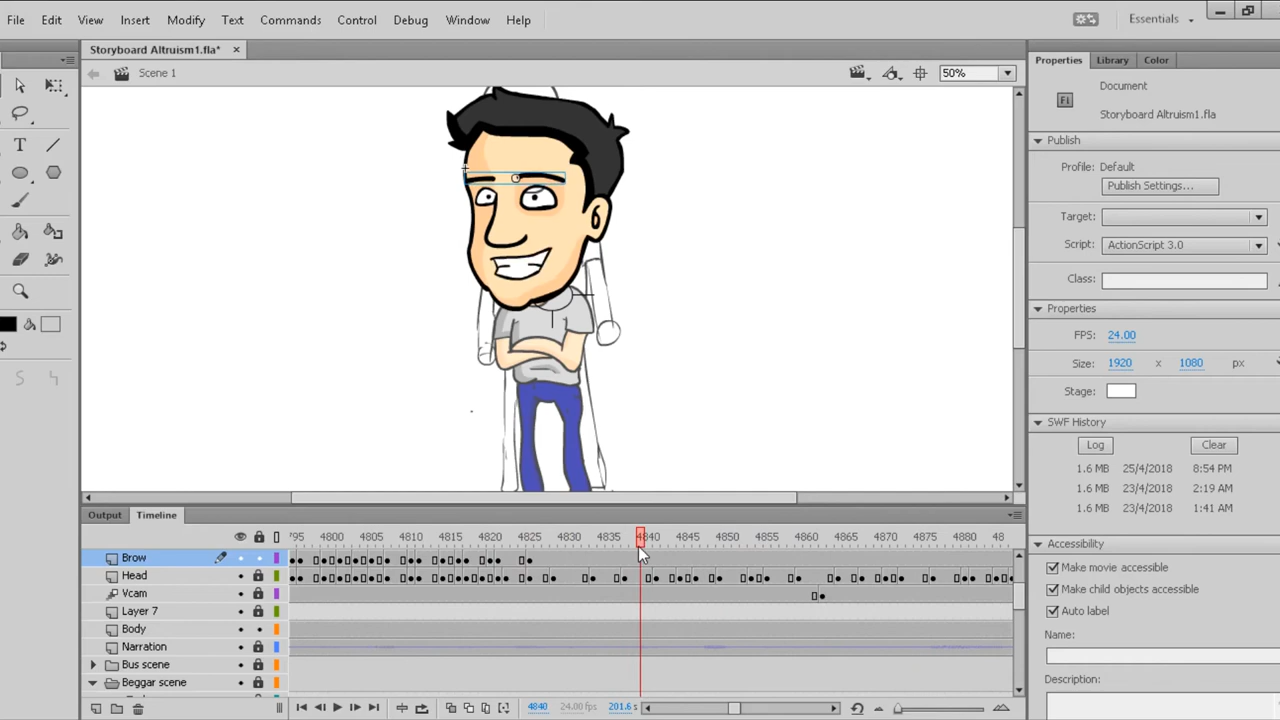 File Edit View Insert Modify Text Commands Control Debug Window Help Essentials
Storyboard Altruism1.fla*
Scene 1
50%
Properties Library Color
Document
Fl
Storyboard Altruism1.fla
Publish
Profile: Default
Publish Settings...
Target:
Script: ActionScript 3.0
Class:
Properties
FPS: 24.00
Size: 1920 x 1080 px
Stage:
SWF History
Log Clear
1.6 MB 25/4/2018 8:54 PM
1.6 MB 23/4/2018 2:19 AM
1.6 MB 23/4/2018 1:41 AM
Accessibility
Make movie accessible
Make child objects accessible
Auto label
Name:
Description:
Output Timeline
795 4800 4805 4810 4815 4820 4825 4830 4835 4840 4845 4850 4855 4860 4865 4870 4875 4880 48
Brow
Head
Vcam
Layer 7
Body
Narration
Bus scene
Beggar scene
4840 24.00 fps 201.6 s